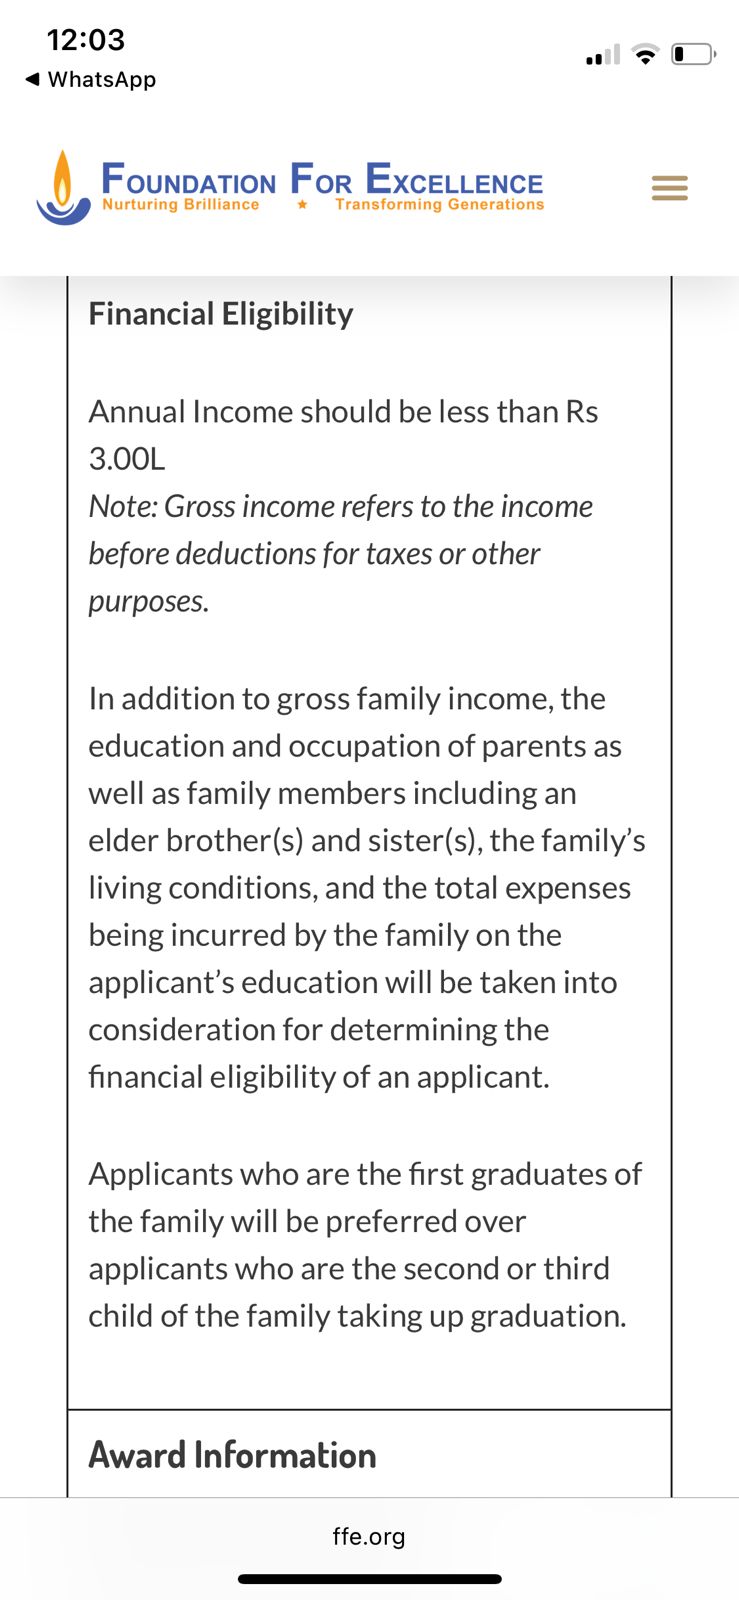 12:03
◀ WhatsApp
FOUNDATION FOR EXCELLENCE
Nurturing Brilliance ★ Transforming Generations
Financial Eligibility
Annual Income should be less than Rs
3.00L
Note: Gross income refers to the income
before deductions for taxes or other
purposes.
In addition to gross family income, the
education and occupation of parents as
well as family members including an
elder brother(s) and sister(s), the family’s
living conditions, and the total expenses
being incurred by the family on the
applicant’s education will be taken into
consideration for determining the
financial eligibility of an applicant.
Applicants who are the first graduates of
the family will be preferred over
applicants who are the second or third
child of the family taking up graduation.
Award Information
ffe.org